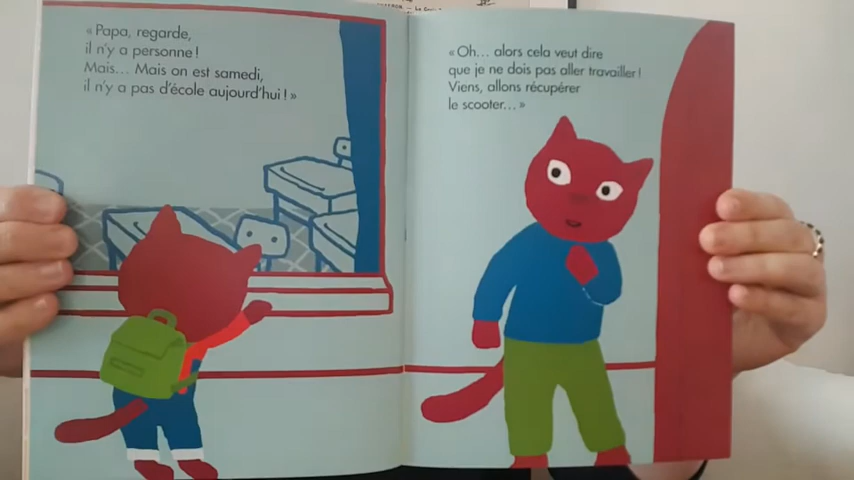 « Papa, regarde,
il n'y a personne !
Mais... Mais on est samedi,
il n'y a pas d'école aujourd'hui ! »
« Oh... alors cela veut dire
que je ne dois pas aller travailler !
Viens, allons récupérer
le scooter... »